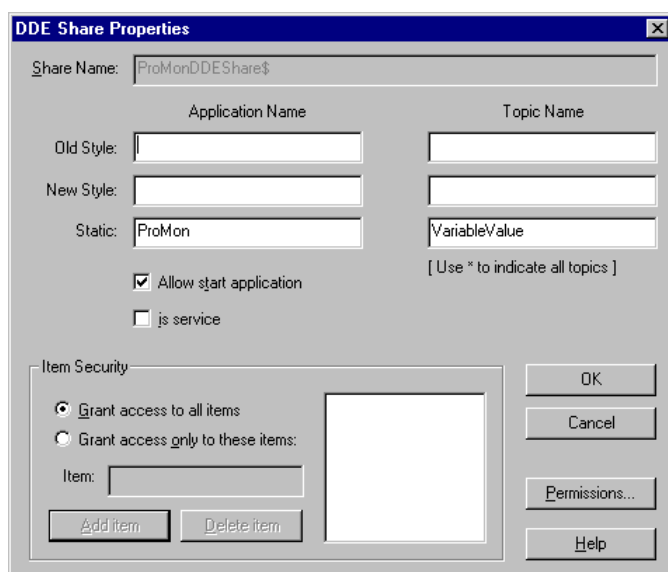 DDE Share Properties
Share Name: ProMonDDEShare$
Application Name Topic Name
Old Style:
New Style:
Static: ProMon VariableValue
[ Use * to indicate all topics ]
Allow start application
is service
Item Security
Grant access to all items
Grant access only to these items:
Item:
Add item Delete item
OK
Cancel
Permissions...
Help